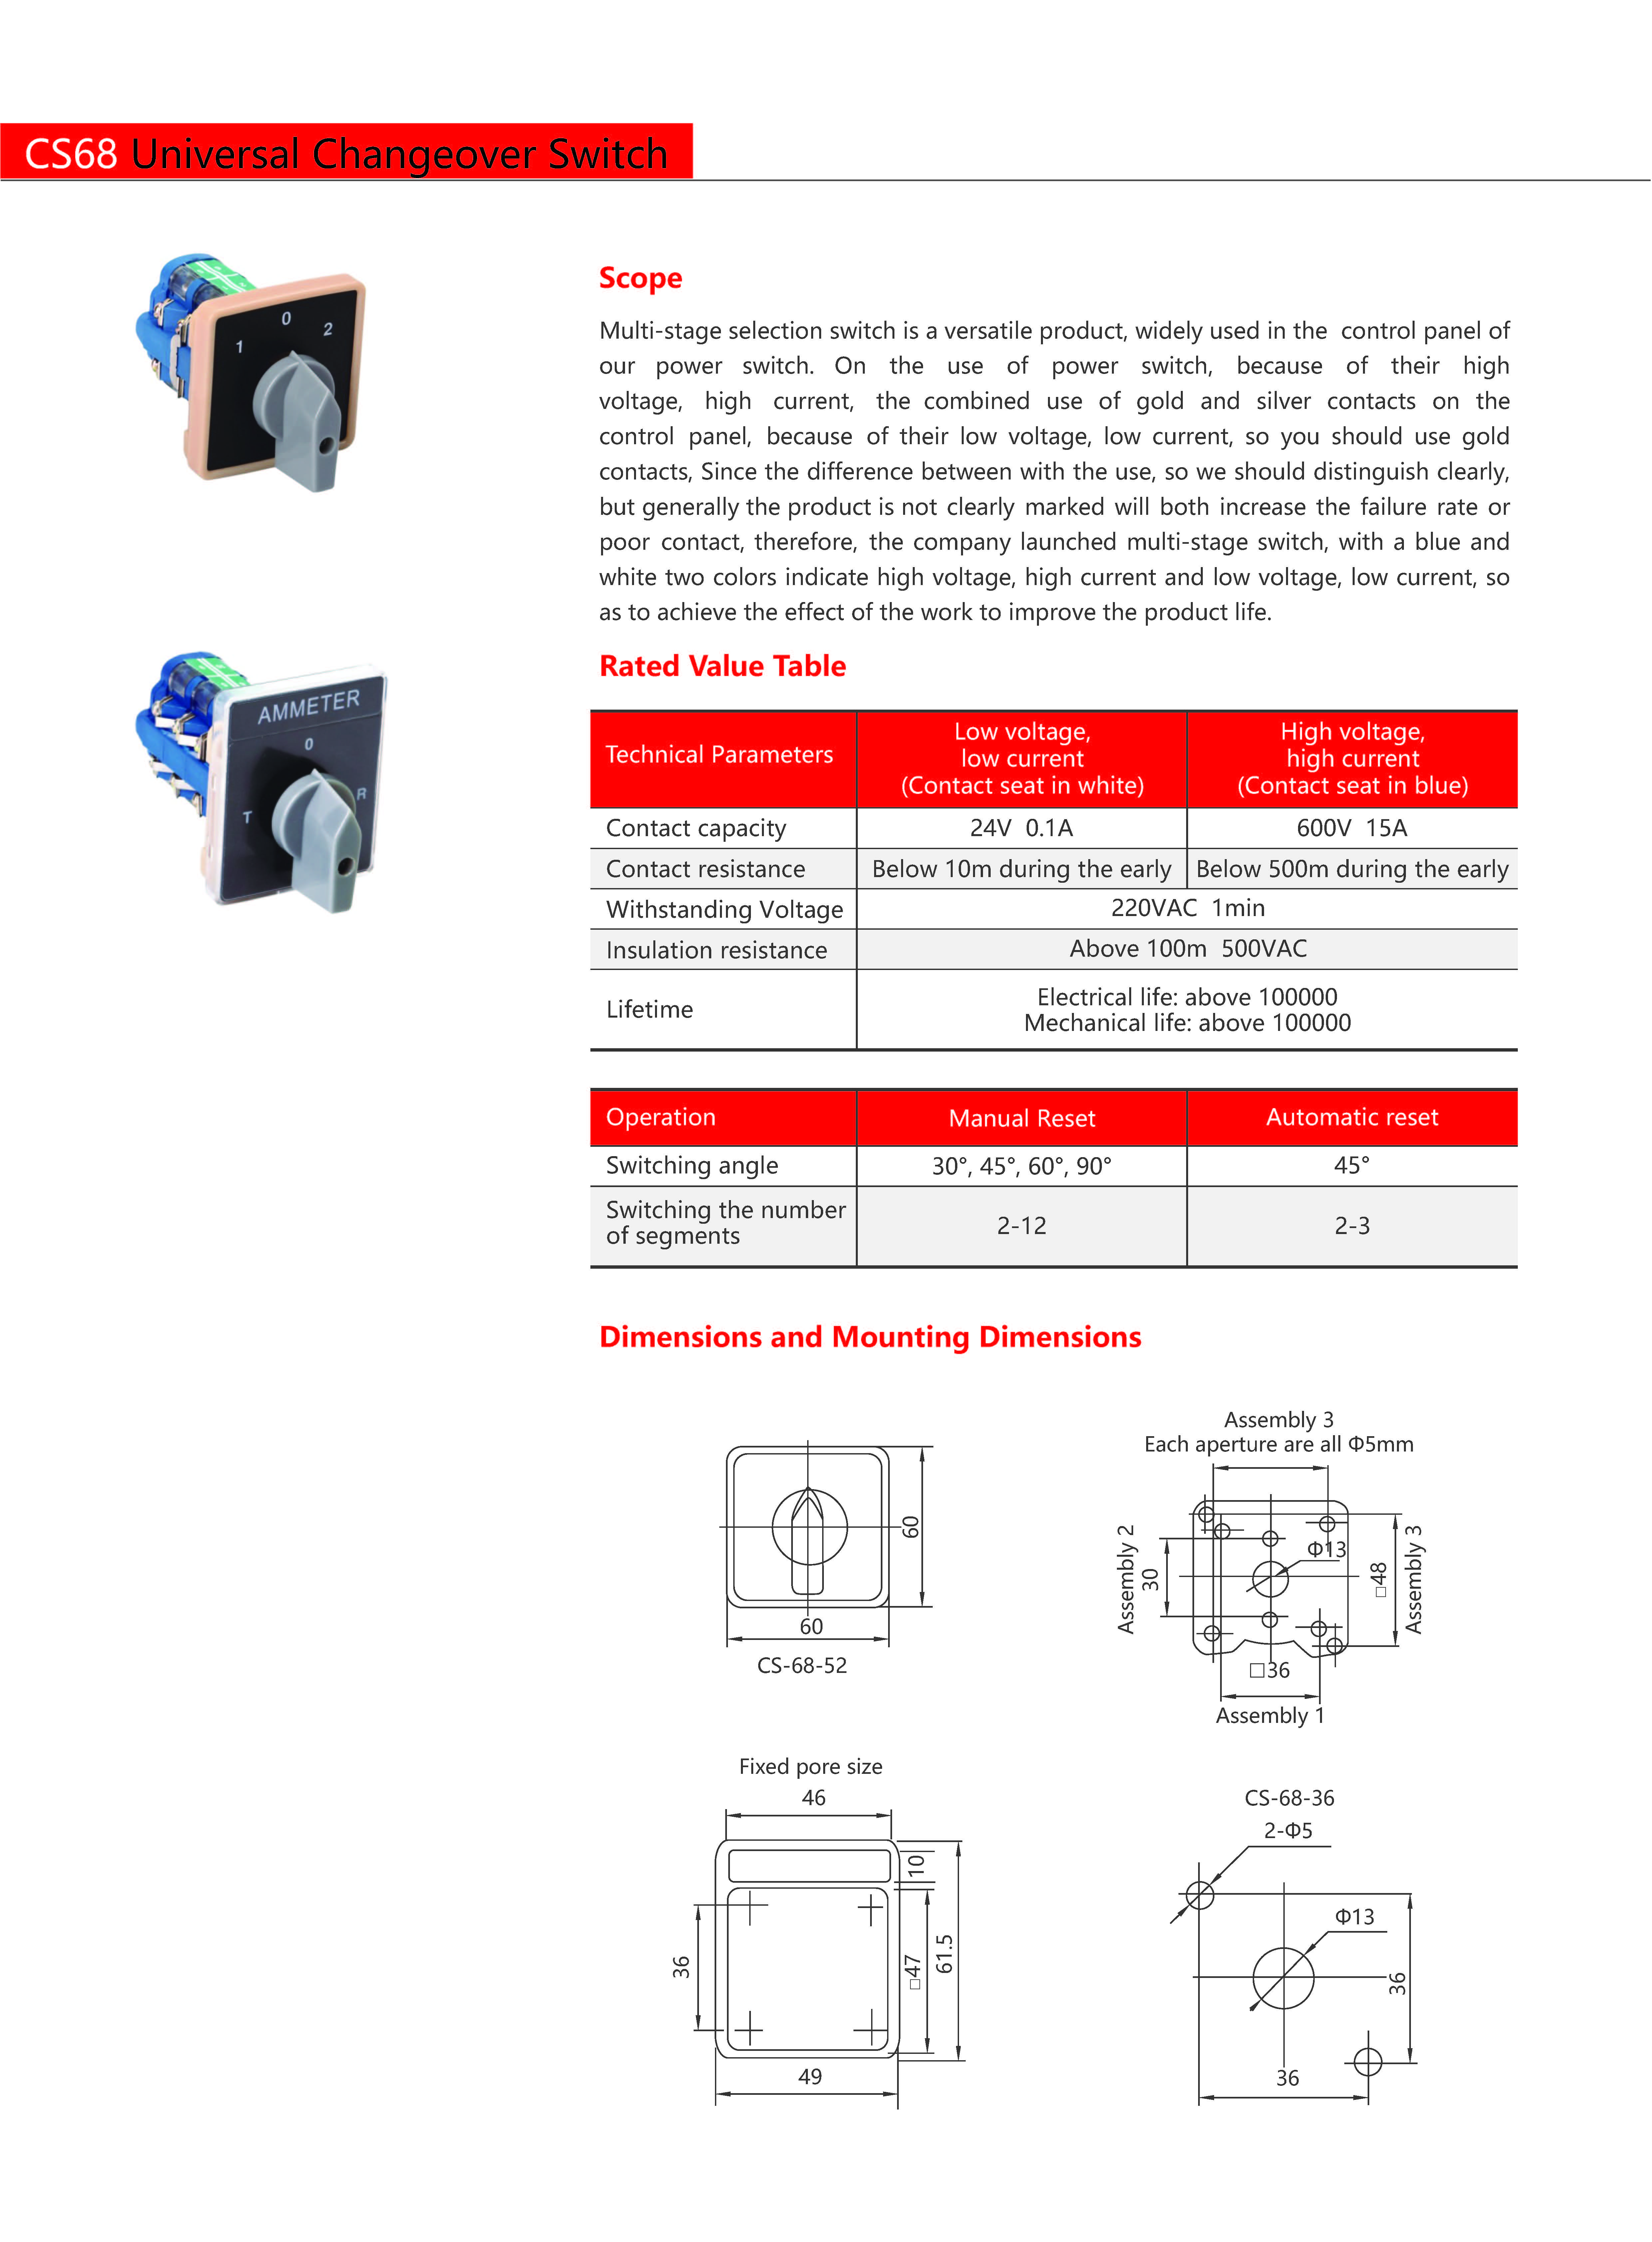 CS68 Universal Changeover Switch
1 0 2
AMMETER
0
T R
Scope
Multi-stage selection switch is a versatile product, widely used in the control panel of
our power switch. On the use of power switch, because of their high
voltage, high current, the combined use of gold and silver contacts on the
control panel, because of their low voltage, low current, so you should use gold
contacts, Since the difference between with the use, so we should distinguish clearly,
but generally the product is not clearly marked will both increase the failure rate or
poor contact, therefore, the company launched multi-stage switch, with a blue and
white two colors indicate high voltage, high current and low voltage, low current, so
as to achieve the effect of the work to improve the product life.
Rated Value Table
Technical Parameters
Low voltage,
low current
(Contact seat in white)
High voltage,
high current
(Contact seat in blue)
Contact capacity 24V 0.1A 600V 15A
Contact resistance Below 10m during the early Below 500m during the early
Withstanding Voltage 220VAC 1min
Insulation resistance Above 100m 500VAC
Lifetime
Electrical life: above 100000
Mechanical life: above 100000
Operation Manual Reset Automatic reset
Switching angle 30°, 45°, 60°, 90° 45°
Switching the number
of segments
2-12 2-3
Dimensions and Mounting Dimensions
60
60
CS-68-52
Assembly 3
Each aperture are all Φ5mm
Assembly 2
30
Φ13
□48
Assembly 3
□36
Assembly 1
Fixed pore size
46
10
36
□47
61.5
49
CS-68-36
2-Φ5
Φ13
36
36